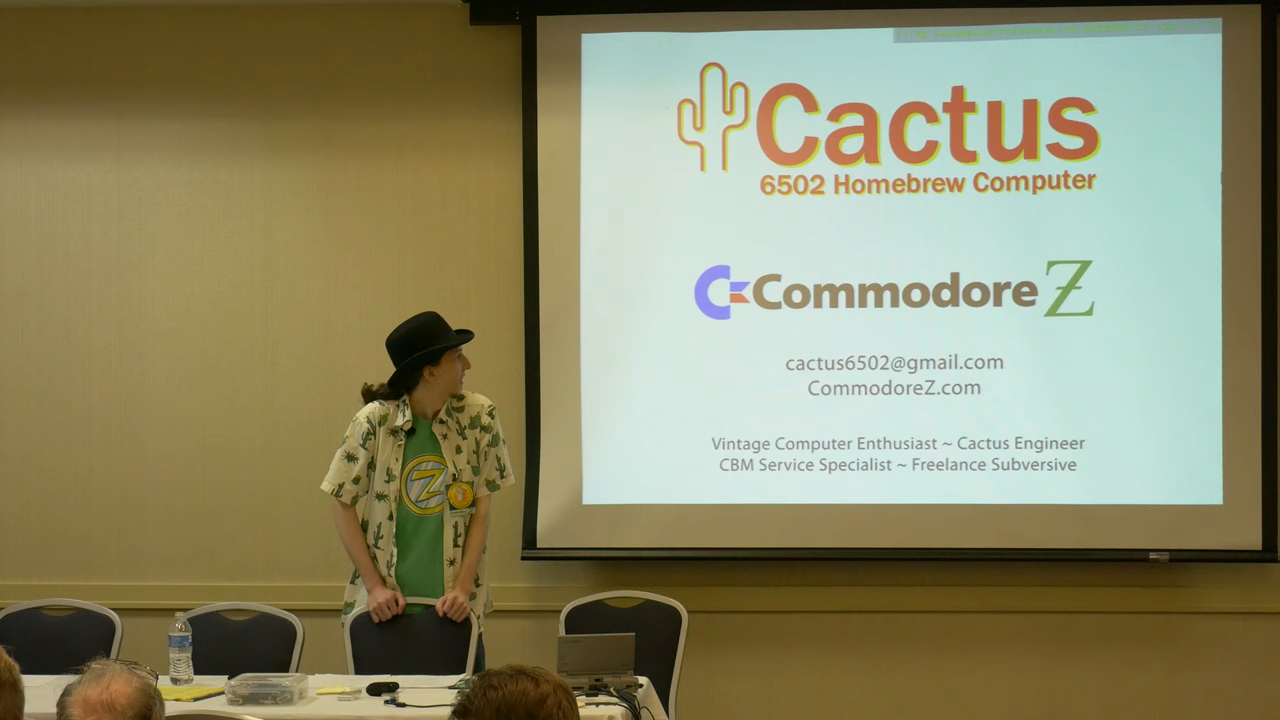 Cactus
6502 Homebrew Computer
Commodore Z
cactus6502@gmail.com
CommodoreZ.com
Vintage Computer Enthusiast ~ Cactus Engineer
CBM Service Specialist ~ Freelance Subversive
Z